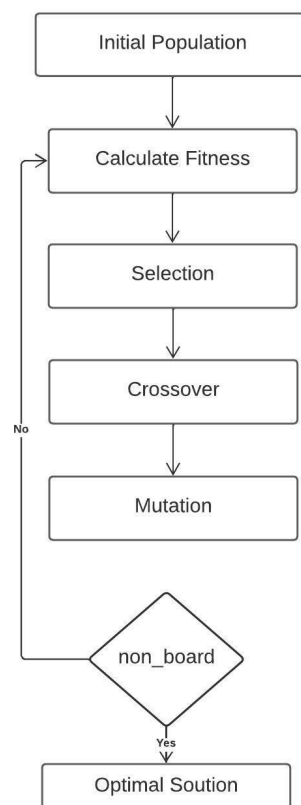 Initial Population
Calculate Fitness
Selection
Crossover
No
Mutation
non_board
Yes
Optimal Soution